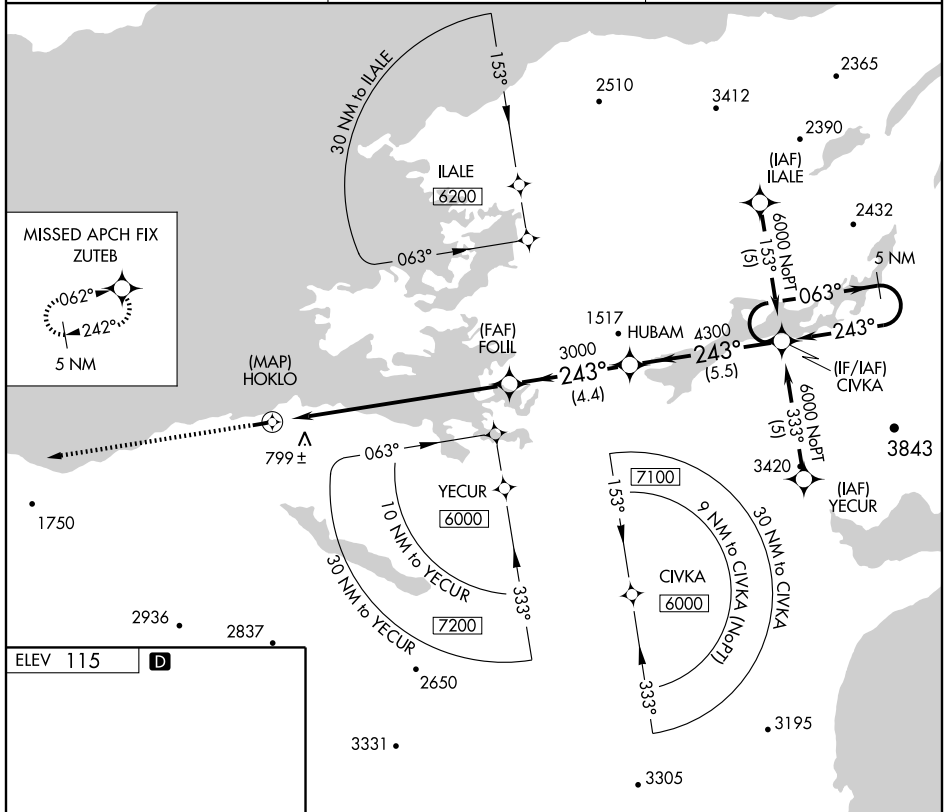 30 NM to ILALE
153°
ILALE
6200
063°
2510
3412
2365
2390
(IAF)
ILALE
2432
6000 NoPT
153°
(5)
5 NM
063°
243°
MISSED APCH FIX
ZUTEB
062°
242°
5 NM
(MAP)
HOKLO
(FAF)
FOLIL
1517
HUBAM
3000
243°
(4.4)
4300
243°
(5.5)
(IF/IAF)
CIVKA
6000 NoPT
333°
(5)
3843
3420
(IAF)
YECUR
799 ±
1750
063°
YECUR
6000
10 NM to YECUR
30 NM to YECUR
7200
333°
7100
153°
9 NM to CIVKA (NoPT)
30 NM to CIVKA
CIVKA
6000
333°
2936
2837
2650
3331
3195
3305
ELEV 115
D